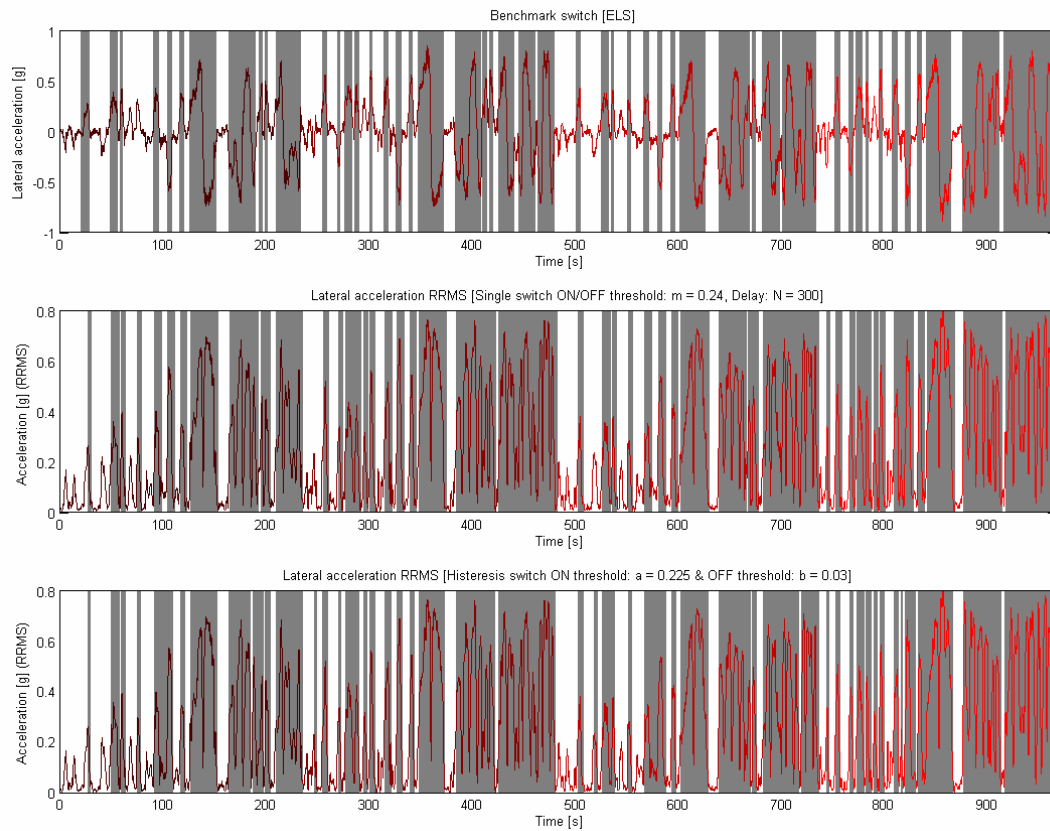 Benchmark switch [ELS]
Lateral acceleration [g]
1
0.5
0
-0.5
-1
0 100 200 300 400 500 600 700 800 900
Time [s]
Lateral acceleration RRMS [Single switch ON/OFF threshold: m = 0.24, Delay: N = 300]
Acceleration [g] (RRMS)
0.8
0.6
0.4
0.2
0
0 100 200 300 400 500 600 700 800 900
Time [s]
Lateral acceleration RRMS [Histeresis switch ON threshold: a = 0.225 & OFF threshold: b = 0.03]
Acceleration [g] (RRMS)
0.8
0.6
0.4
0.2
0
0 100 200 300 400 500 600 700 800 900
Time [s]